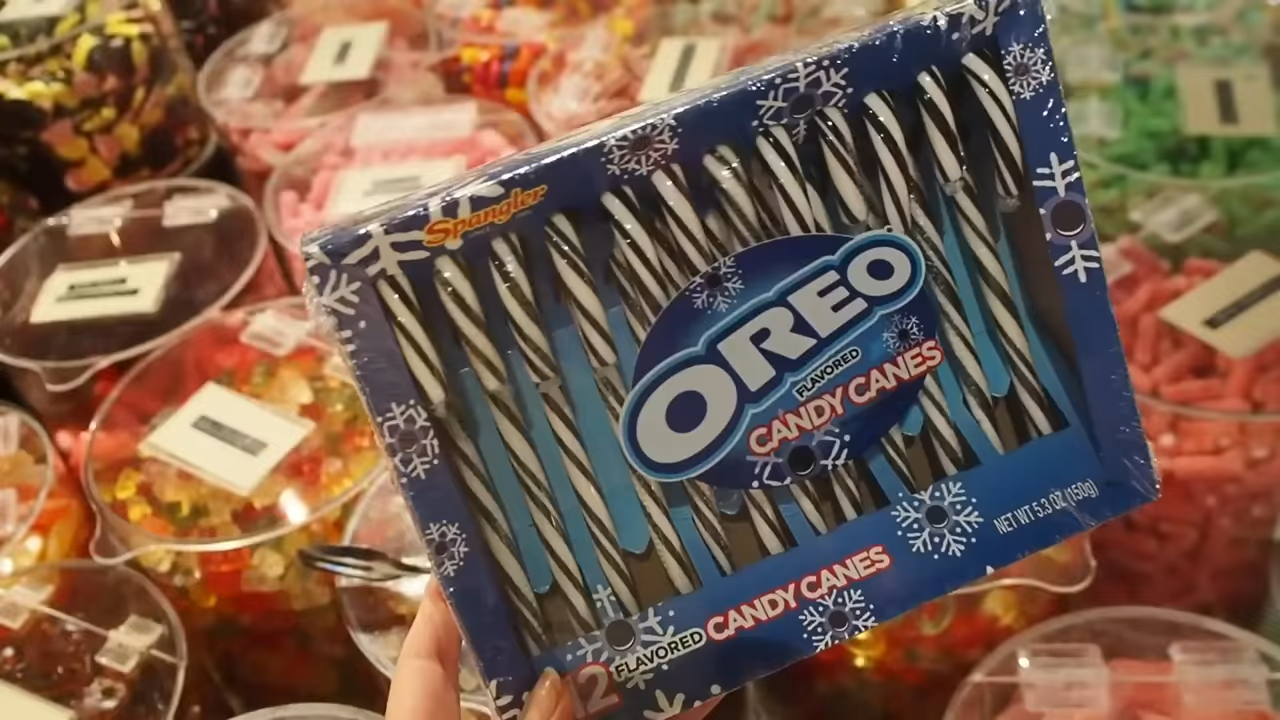 Spangler
OREO
FLAVORED
CANDY CANES
NET WT 5.3 OZ (150g)
12 FLAVORED CANDY CANES